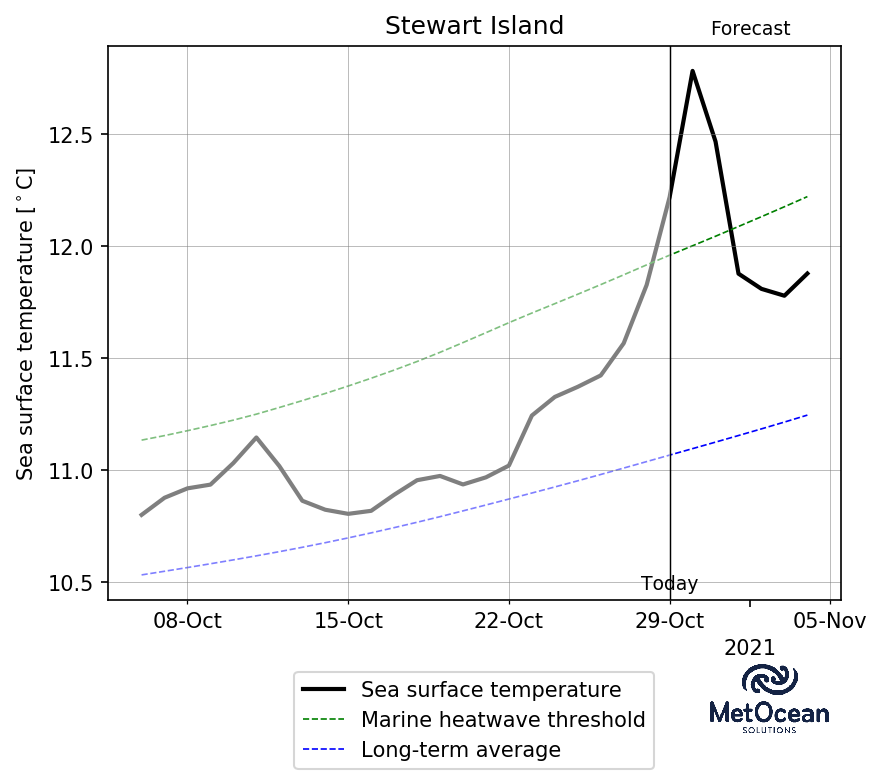 Stewart Island
Forecast
Sea surface temperature [°C]
12.5
12.0
11.5
11.0
10.5
Today
08-Oct
15-Oct
22-Oct
29-Oct
05-Nov
2021
Sea surface temperature
Marine heatwave threshold
Long-term average
MetOcean
SOLUTIONS